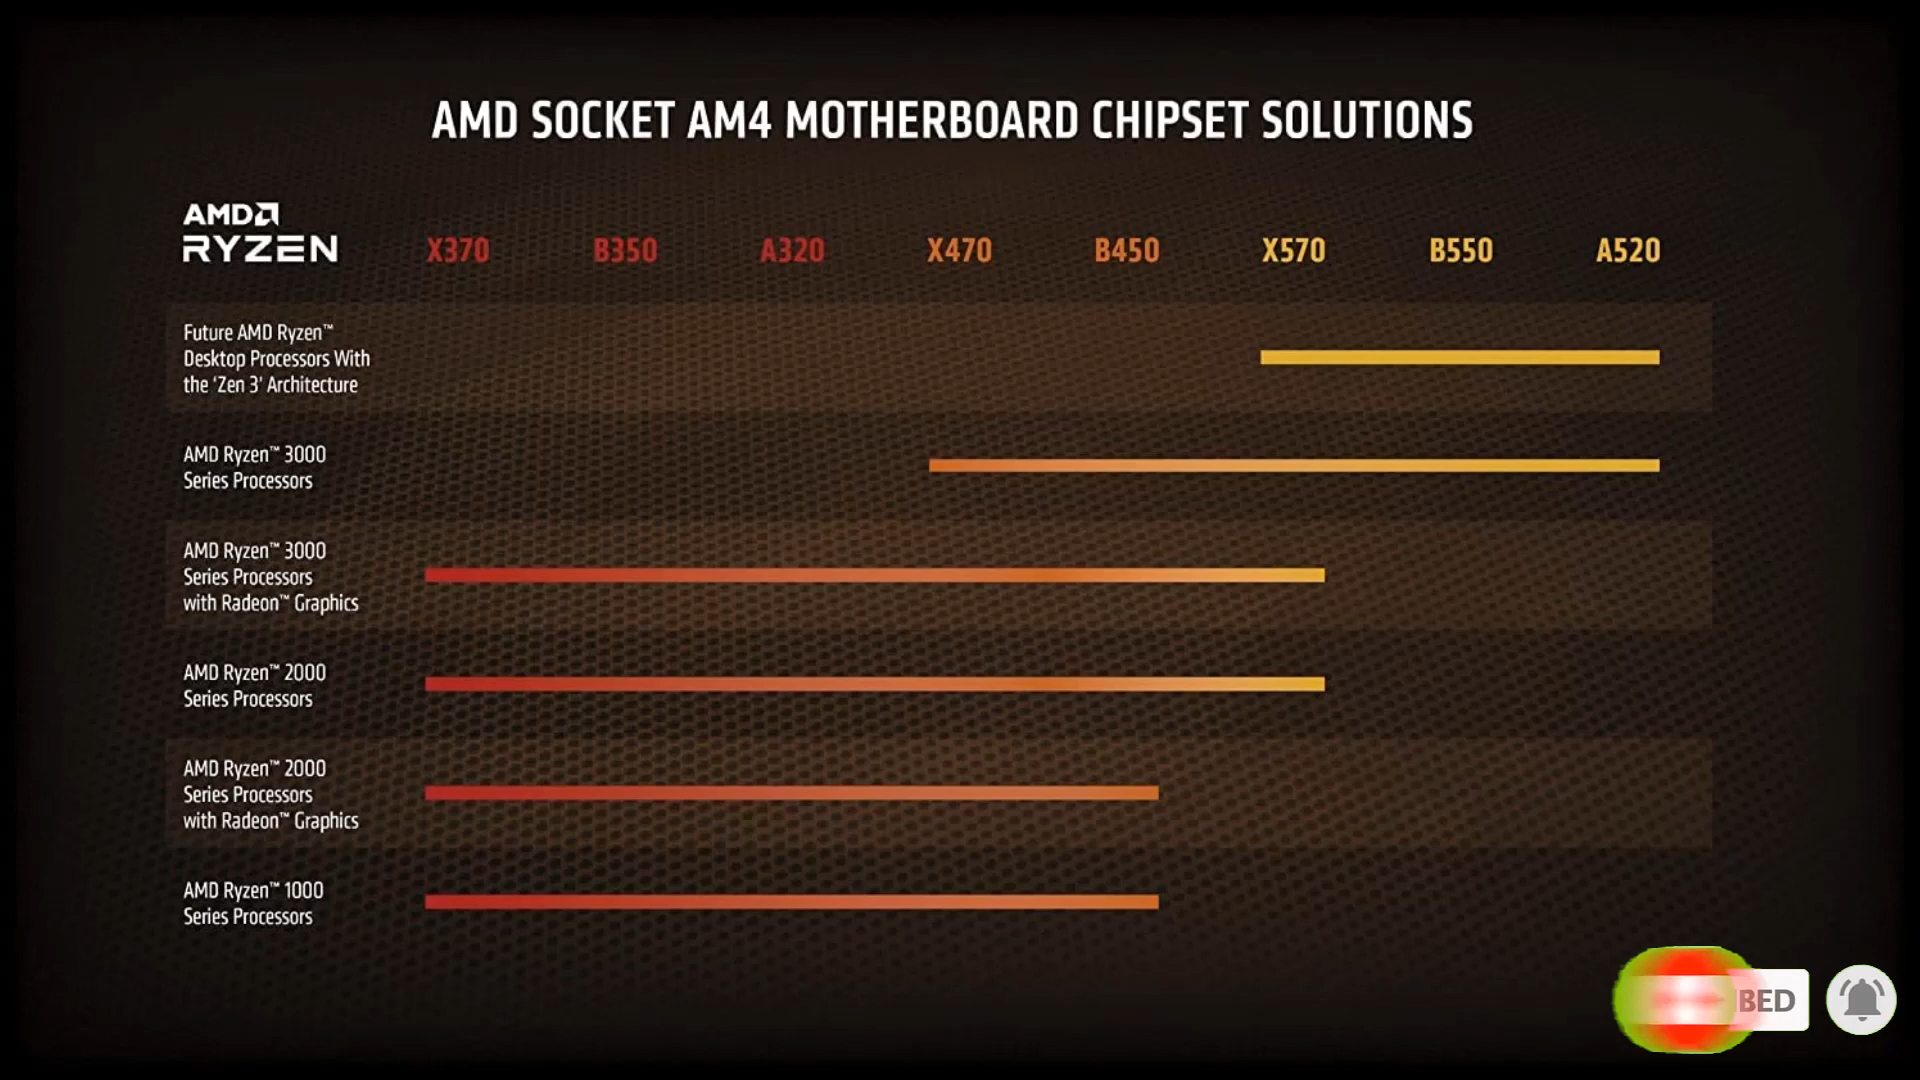 AMD SOCKET AM4 MOTHERBOARD CHIPSET SOLUTIONS
AMD
RYZEN
X370 B350 A320 X470 B450 X570 B550 A520
Future AMD Ryzen™
Desktop Processors With
the ‘Zen 3’ Architecture
AMD Ryzen™ 3000
Series Processors
AMD Ryzen™ 3000
Series Processors
with Radeon™ Graphics
AMD Ryzen™ 2000
Series Processors
AMD Ryzen™ 2000
Series Processors
with Radeon™ Graphics
AMD Ryzen™ 1000
Series Processors
BED